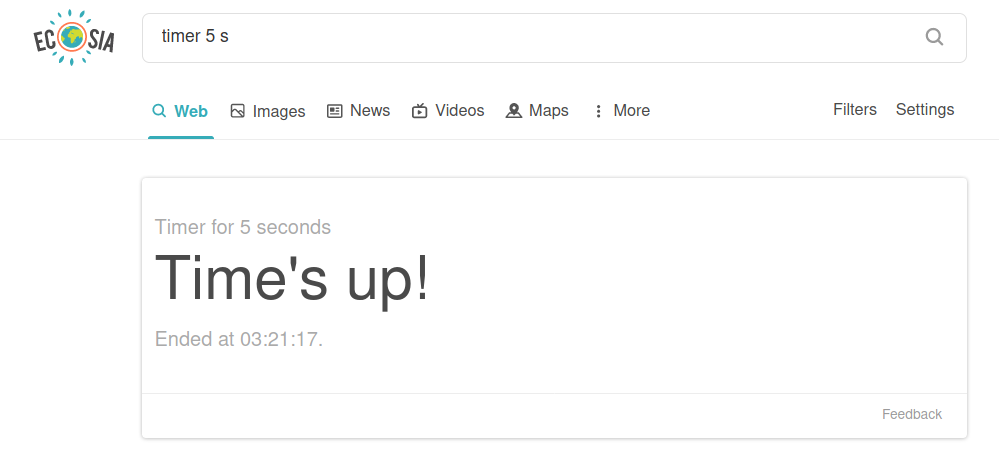 ECOSIA
timer 5 s
Web Images News Videos Maps More Filters Settings
Timer for 5 seconds
Time's up!
Ended at 03:21:17.
Feedback